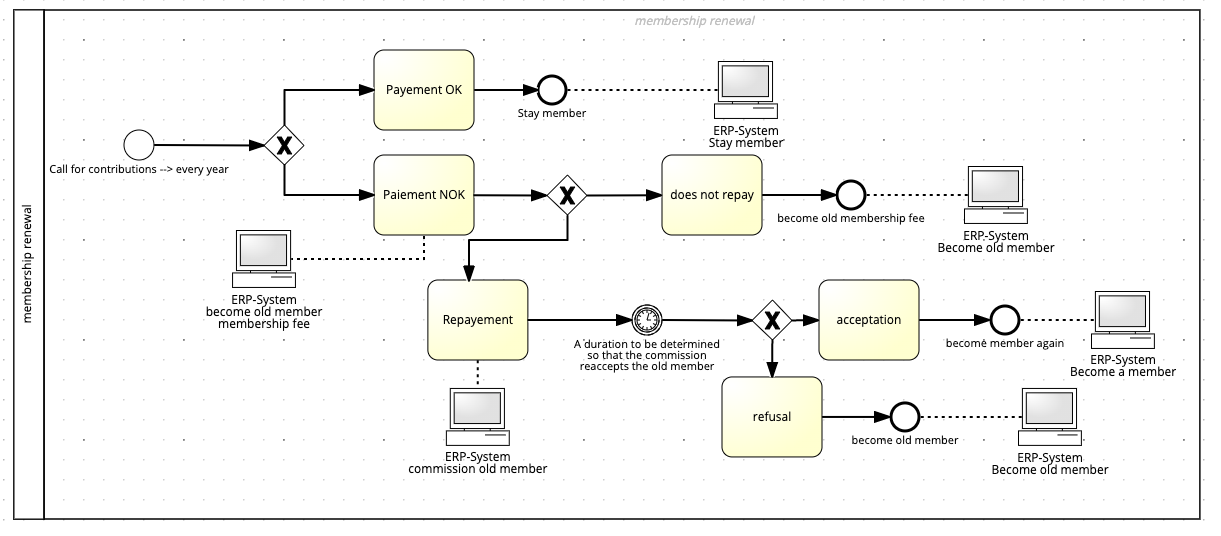 membership renewal
membership renewal
Payement OK
Stay member
ERP-System
Stay member
Call for contributions --> every year
Paiement NOK
does not repay
become old membership fee
ERP-System
Become old member
ERP-System
become old member
membership fee
Repayement
A duration to be determined
so that the commission
reaccepts the old member
acceptation
become member again
ERP-System
Become a member
ERP-System
commission old member
refusal
become old member
ERP-System
Become old member